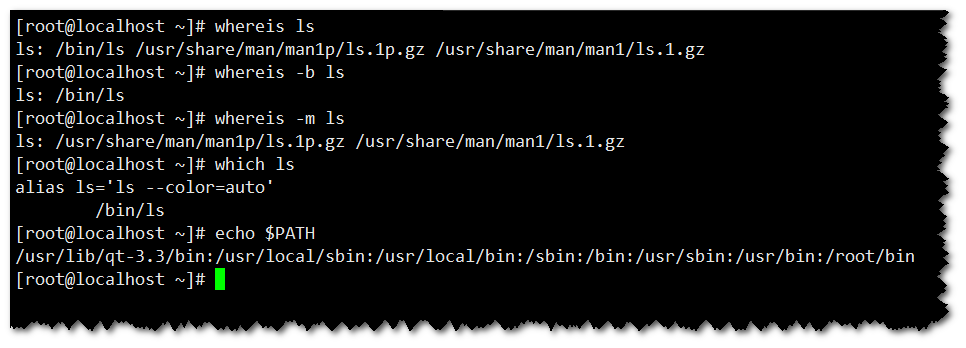 [root@localhost ~]# whereis ls
ls: /bin/ls /usr/share/man/man1p/ls.1p.gz /usr/share/man/man1/ls.1.gz
[root@localhost ~]# whereis -b ls
ls: /bin/ls
[root@localhost ~]# whereis -m ls
ls: /usr/share/man/man1p/ls.1p.gz /usr/share/man/man1/ls.1.gz
[root@localhost ~]# which ls
alias ls='ls --color=auto'
        /bin/ls
[root@localhost ~]# echo $PATH
/usr/lib/qt-3.3/bin:/usr/local/sbin:/usr/local/bin:/sbin:/bin:/usr/sbin:/usr/bin:/root/bin
[root@localhost ~]#